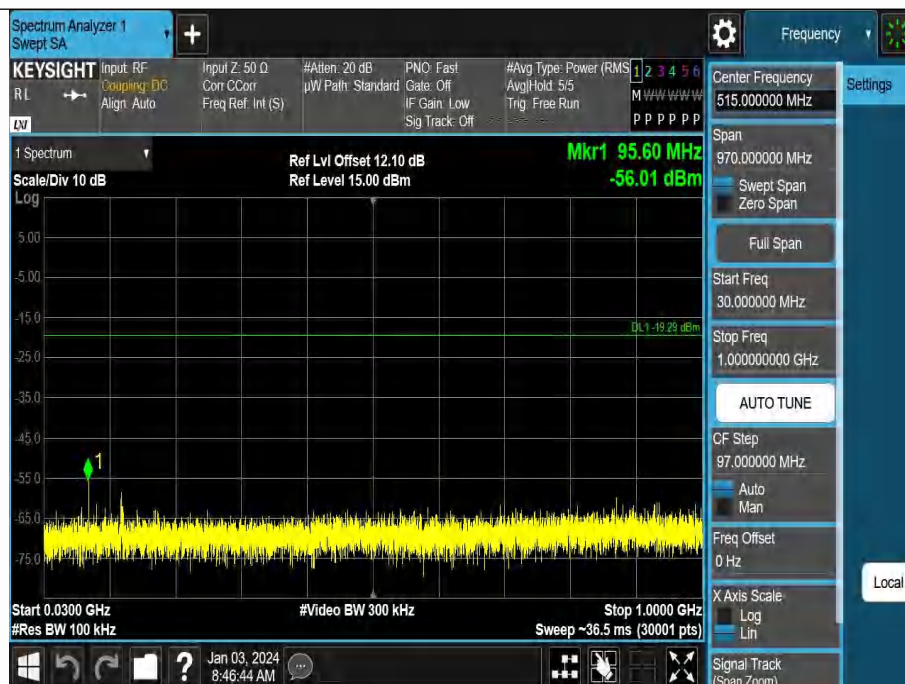 Spectrum Analyzer 1
Swept SA
+
Frequency
KEYSIGHT
R L
LXI
Input: RF
Coupling: DC
Align: Auto
Input Z: 50 Ω
Corr CCorr
Freq Ref: Int (S)
#Atten: 20 dB
µW Path: Standard
PNO: Fast
Gate: Off
IF Gain: Low
Sig Track: Off
#Avg Type: Power (RMS
Avg|Hold: 5/5
Trig: Free Run
1 2 3 4 5 6
M W W W W W
P P P P P P
Center Frequency
515.000000 MHz
Settings
1 Spectrum
Scale/Div 10 dB
Ref Lvl Offset 12.10 dB
Ref Level 15.00 dBm
Mkr1 95.60 MHz
-56.01 dBm
Log
5.00
-5.00
-15.0
DL1 -19.29 dBm
-25.0
-35.0
-45.0
1
-55.0
-65.0
-75.0
Start 0.0300 GHz
#Res BW 100 kHz
#Video BW 300 kHz
Stop 1.0000 GHz
Sweep ~36.5 ms (30001 pts)
Span
970.000000 MHz
Swept Span
Zero Span
Full Span
Start Freq
30.000000 MHz
Stop Freq
1.000000000 GHz
AUTO TUNE
CF Step
97.000000 MHz
Auto
Man
Freq Offset
0 Hz
X Axis Scale
Log
Lin
Signal Track
(Span Zoom)
Local
?
Jan 03, 2024
8:46:44 AM